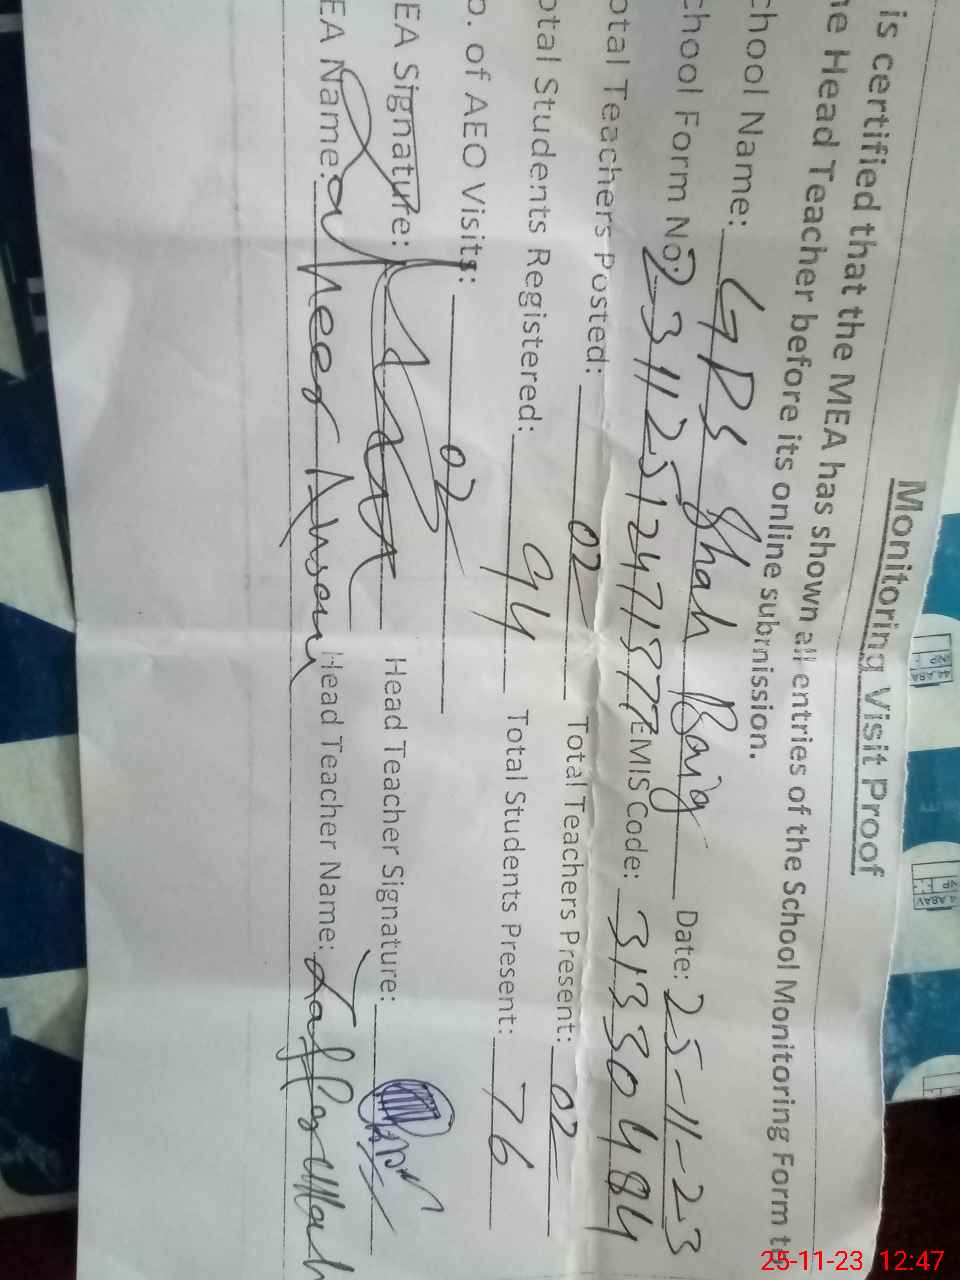 Monitoring Visit Proof
is certified that the MEA has shown all entries of the School Monitoring Form to
he Head Teacher before its online submission.
chool Name: GPS Shah Baig Date: 25-11-23
chool Form No: 23112512471577 EMIS Code: 31330484
otal Teachers Posted: 02 Total Teachers Present: 02
otal Students Registered: 94 Total Students Present: 76
o. of AEO Visits: 02
EA Signature: Head Teacher Signature:
EA Name: Head Teacher Name:
25-11-23 12:47